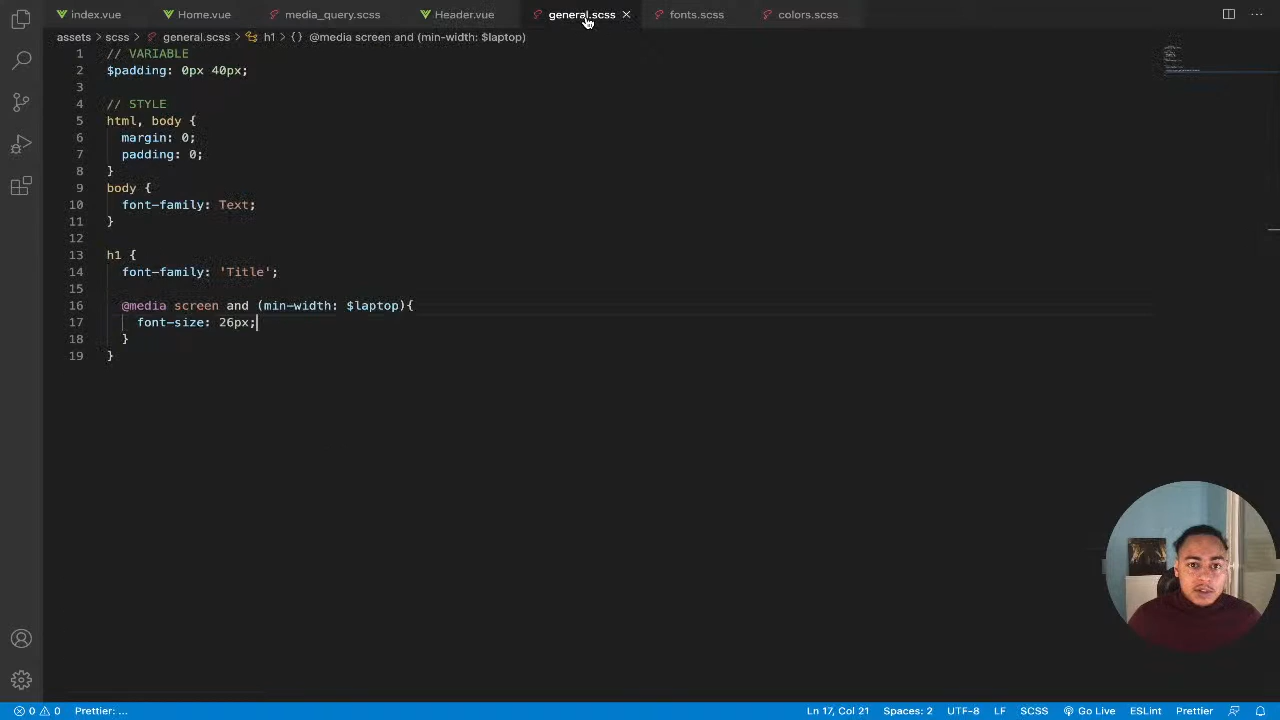 index.vue Home.vue media_query.scss Header.vue general.scss fonts.scss colors.scss
assets > scss > general.scss > h1 > {} @media screen and (min-width: $laptop)
1 // VARIABLE
2 $padding: 0px 40px;
3
4 // STYLE
5 html, body {
6 margin: 0;
7 padding: 0;
8 }
9 body {
10 font-family: Text;
11 }
12
13 h1 {
14 font-family: 'Title';
15
16 @media screen and (min-width: $laptop){
17 font-size: 26px;
18 }
19 }
0 0 Prettier: ... Ln 17, Col 21 Spaces: 2 UTF-8 LF SCSS Go Live ESLint Prettier